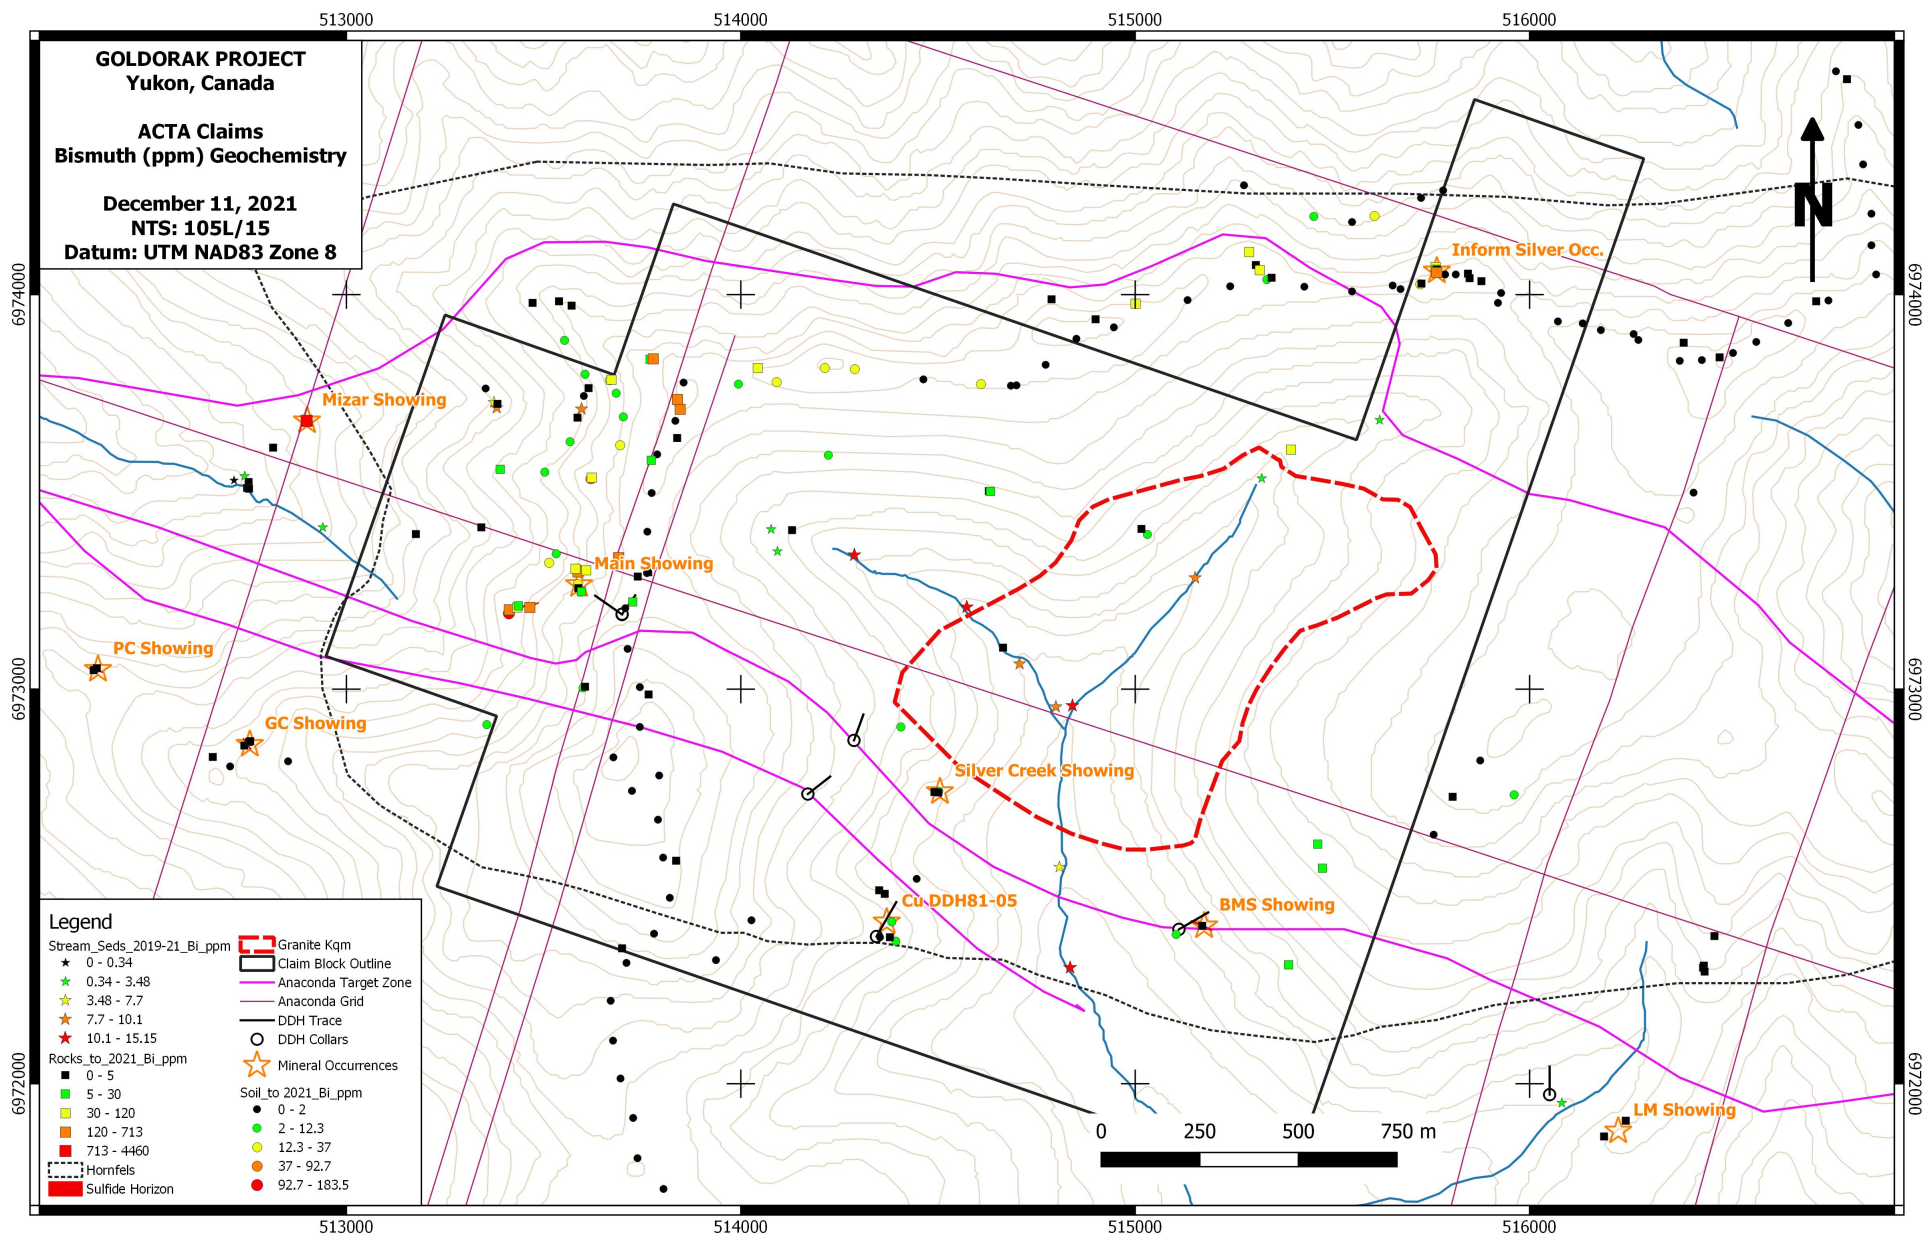 513000
514000
515000
516000
GOLDORAK PROJECT
Yukon, Canada
ACTA Claims
Bismuth (ppm) Geochemistry
December 11, 2021
NTS: 105L/15
Datum: UTM NAD83 Zone 8
N
Inform Silver Occ.
6974000
6974000
Mizar Showing
Main Showing
PC Showing
6973000
6973000
GC Showing
Silver Creek Showing
Cu DDH81-05
BMS Showing
6972000
6972000
LM Showing
Legend
Stream_Seds_2019-21_Bi_ppm
0 - 0.34
0.34 - 3.48
3.48 - 7.7
7.7 - 10.1
10.1 - 15.15
Rocks_to_2021_Bi_ppm
0 - 5
5 - 30
30 - 120
120 - 713
713 - 4460
Hornfels
Sulfide Horizon
Granite Kqm
Claim Block Outline
Anaconda Target Zone
Anaconda Grid
DDH Trace
DDH Collars
Mineral Occurrences
Soil_to 2021_Bi_ppm
0 - 2
2 - 12.3
12.3 - 37
37 - 92.7
92.7 - 183.5
0 250 500 750 m
513000
514000
515000
516000